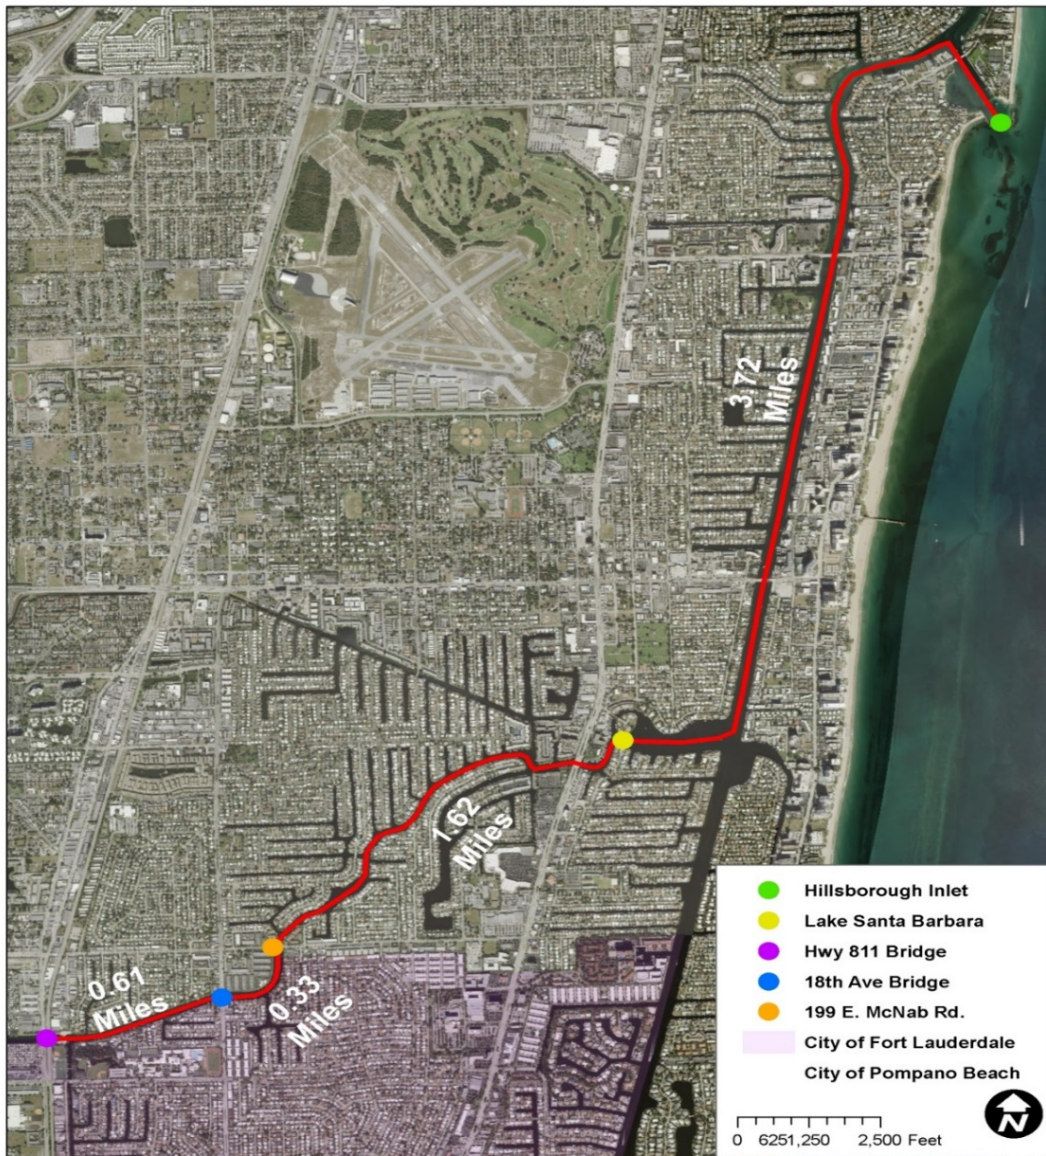 3.72
Miles
1.62
Miles
0.61
Miles
0.33
Miles
Hillsborough Inlet
Lake Santa Barbara
Hwy 811 Bridge
18th Ave Bridge
199 E. McNab Rd.
City of Fort Lauderdale
City of Pompano Beach
N
0 6251,250 2,500 Feet